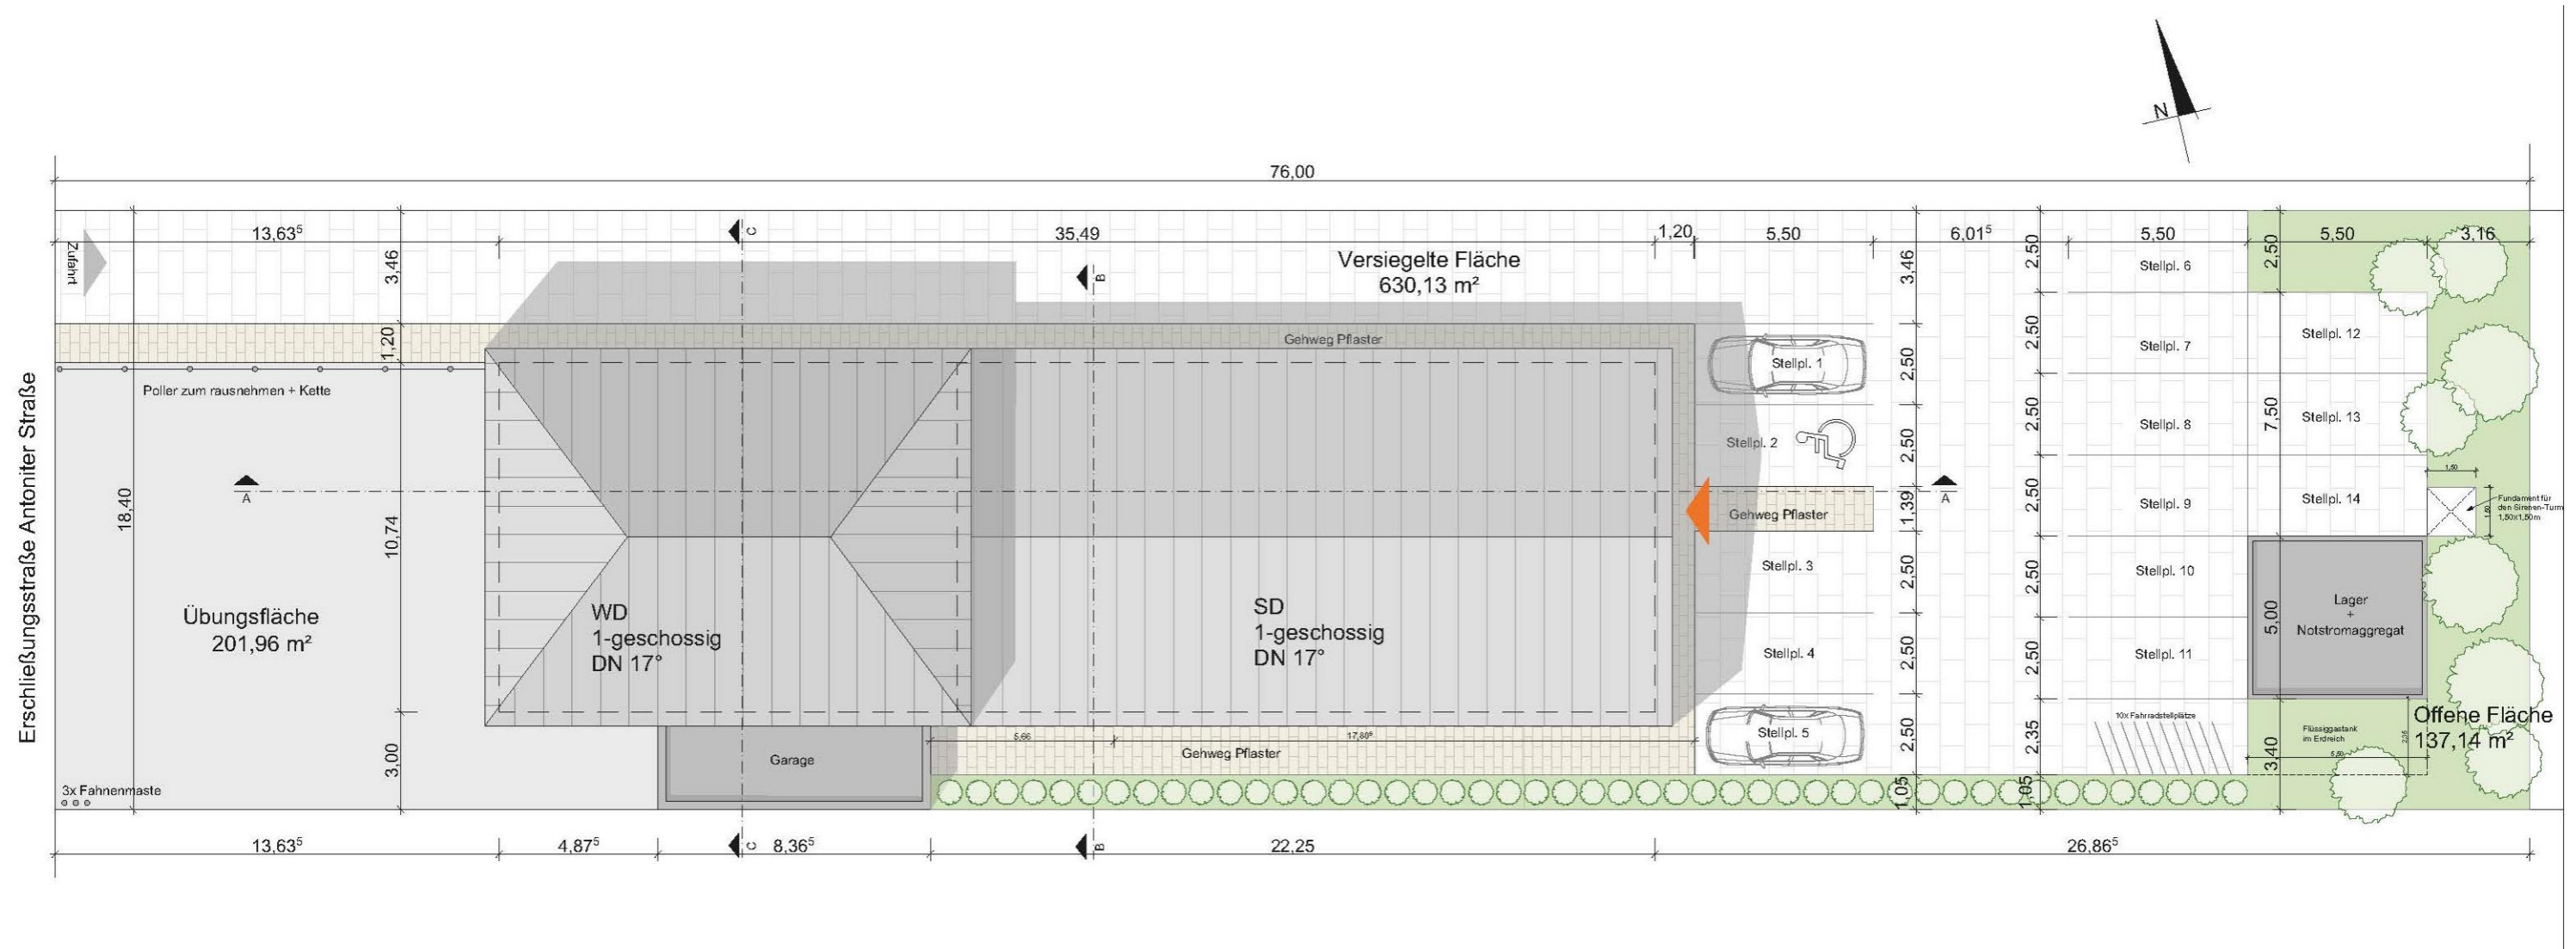 N
76,00
13,63⁵
35,49
1,20
5,50
6,01⁵
5,50
5,50
3,16
Zufahrt
3,46
C
B
Versiegelte Fläche
630,13 m²
3,46
2,50
2,50
Stellpl. 6
1,20
Gehweg Pflaster
Poller zum rausnehmen + Kette
Stellpl. 1
2,50
2,50
Stellpl. 7
Stellpl. 12
Stellpl. 2
2,50
2,50
Stellpl. 8
7,50
Stellpl. 13
A
A
18,40
Gehweg Pflaster
1,39
2,50
Stellpl. 9
Stellpl. 14
1,50
1,50
Fundament für
den Sirenen-Turm
1,50x1,50m
10,74
Erschließungsstraße Antoniter Straße
Übungsfläche
201,96 m²
WD
1-geschossig
DN 17°
SD
1-geschossig
DN 17°
Stellpl. 3
2,50
2,50
Stellpl. 10
5,00
Lager
+
Notstromaggregat
Stellpl. 4
2,50
2,50
Stellpl. 11
3,00
Garage
5,66
17,80⁵
Gehweg Pflaster
Stellpl. 5
2,50
2,35
10x Fahrradstellplätze
Flüssiggastank
im Erdreich
5,50
2,35
3,40
Offene Fläche
137,14 m²
3x Fahnenmaste
1,05
1,05
13,63⁵
4,87⁵
C
8,36⁵
B
22,25
26,86⁵